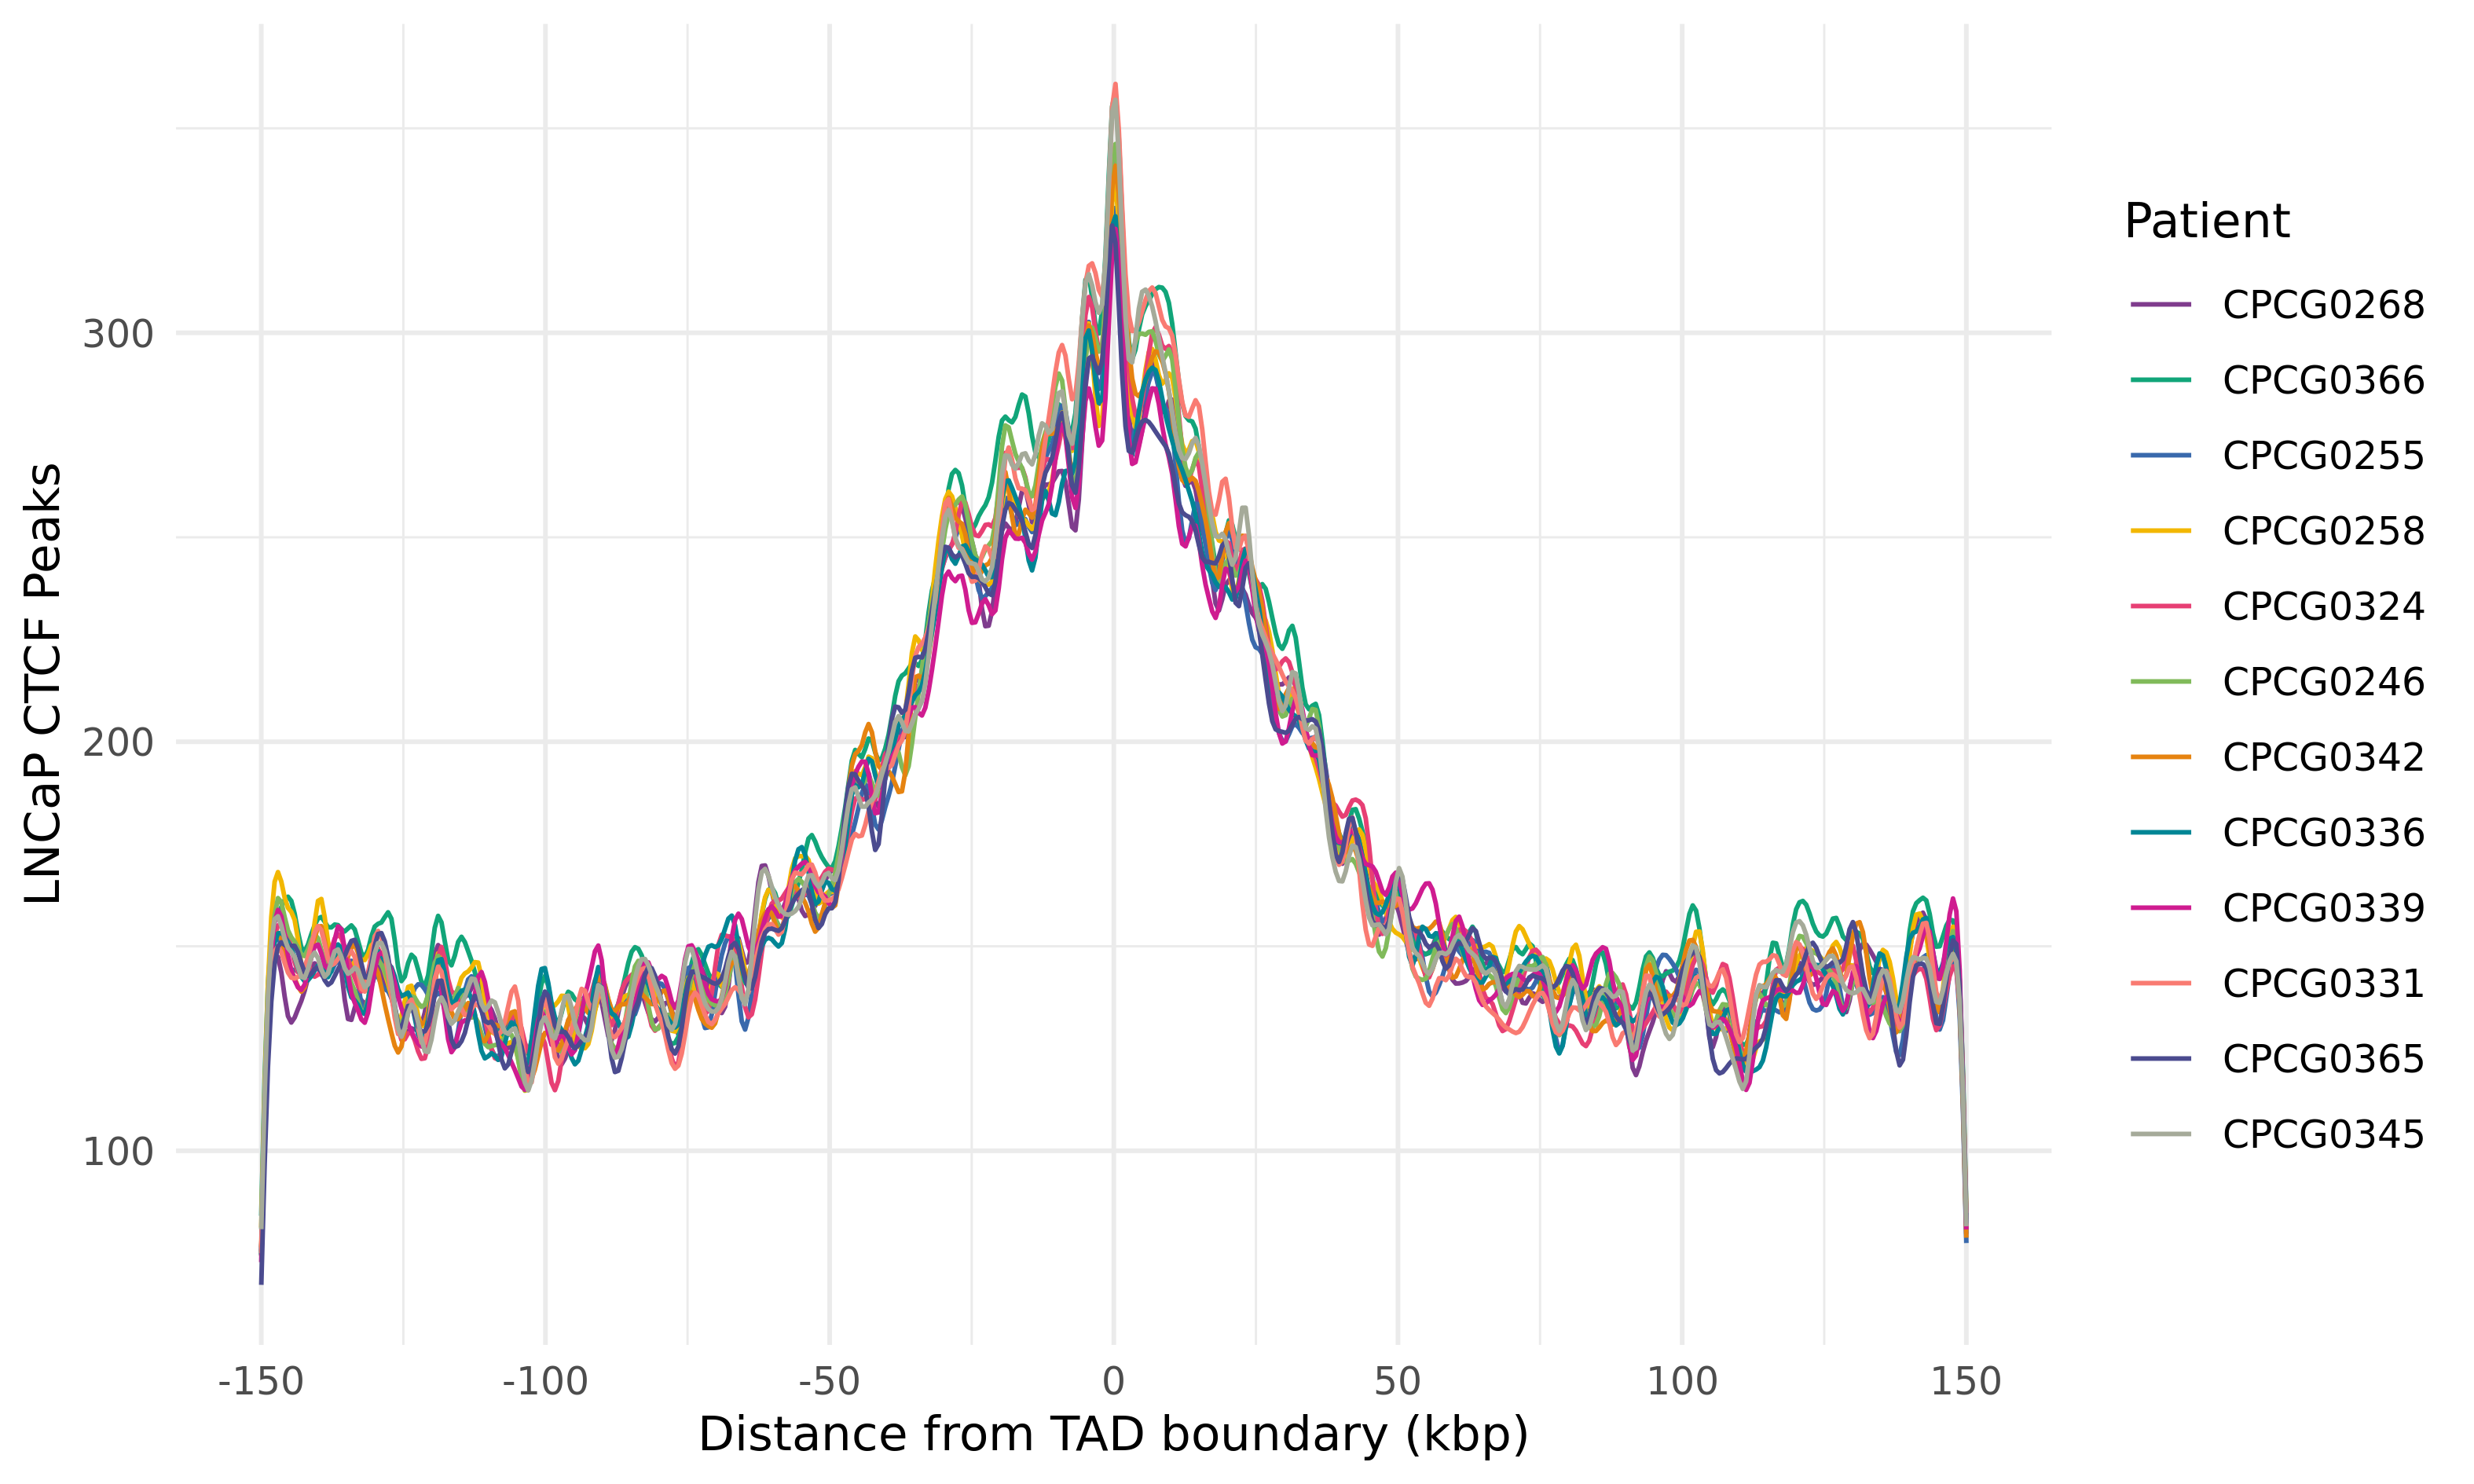 LNCaP CTCF Peaks
300
200
100
-150
-100
-50
0
50
100
150
Distance from TAD boundary (kbp)
Patient
CPCG0268
CPCG0366
CPCG0255
CPCG0258
CPCG0324
CPCG0246
CPCG0342
CPCG0336
CPCG0339
CPCG0331
CPCG0365
CPCG0345